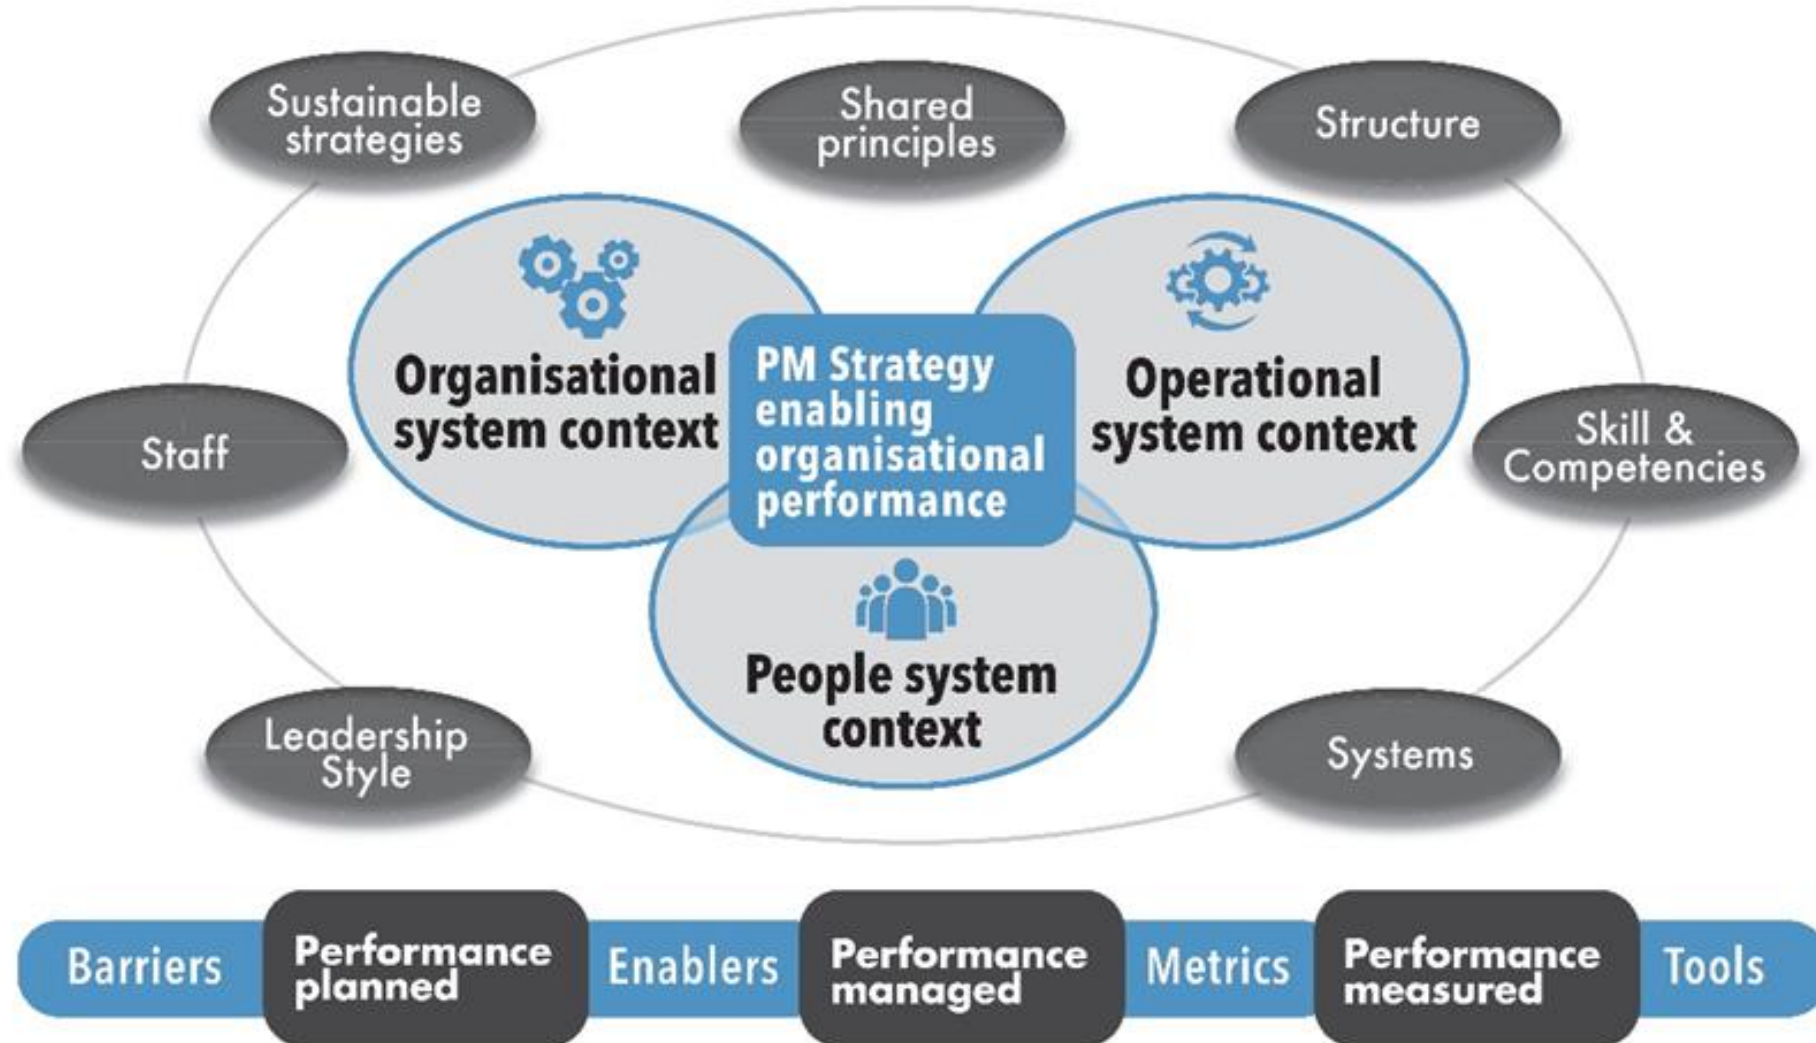 Sustainable
strategies
Shared
principles
Structure
Organisational
system context
PM Strategy
enabling
organisational
performance
Operational
system context
Staff
Skill &
Competencies
People system
context
Leadership
Style
Systems
Barriers
Performance
planned
Enablers
Performance
managed
Metrics
Performance
measured
Tools